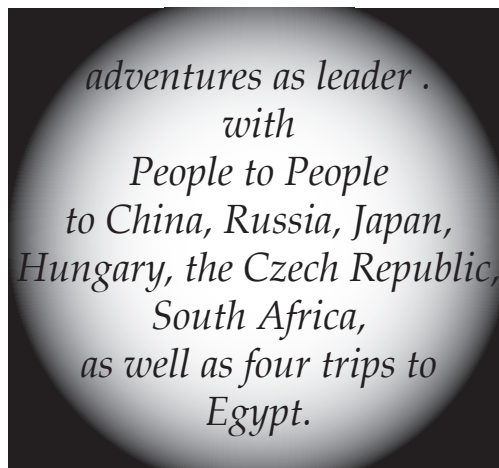 adventures as leader .
with
People to People
to China, Russia, Japan,
Hungary, the Czech Republic,
South Africa,
as well as four trips to
Egypt.